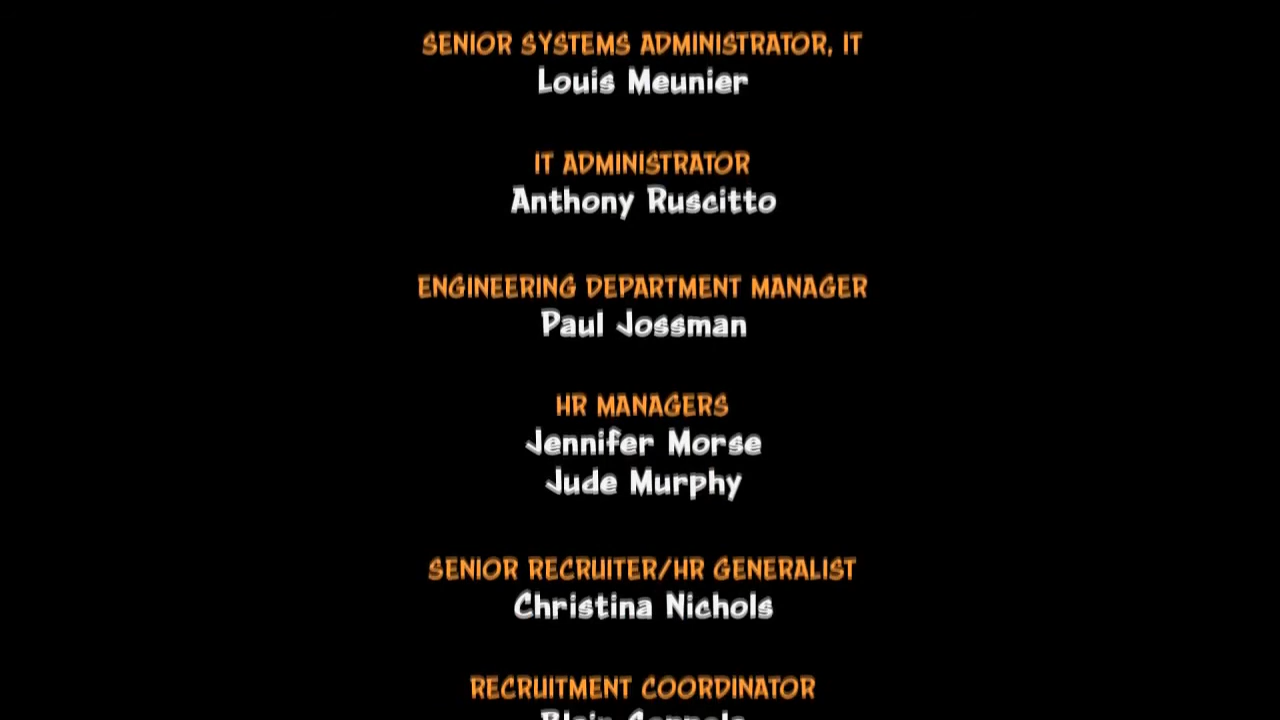 SENIOR SYSTEMS ADMINISTRATOR, IT
Louis Meunier
IT ADMINISTRATOR
Anthony Ruscitto
ENGINEERING DEPARTMENT MANAGER
Paul Jossman
HR MANAGERS
Jennifer Morse
Jude Murphy
SENIOR RECRUITER/HR GENERALIST
Christina Nichols
RECRUITMENT COORDINATOR